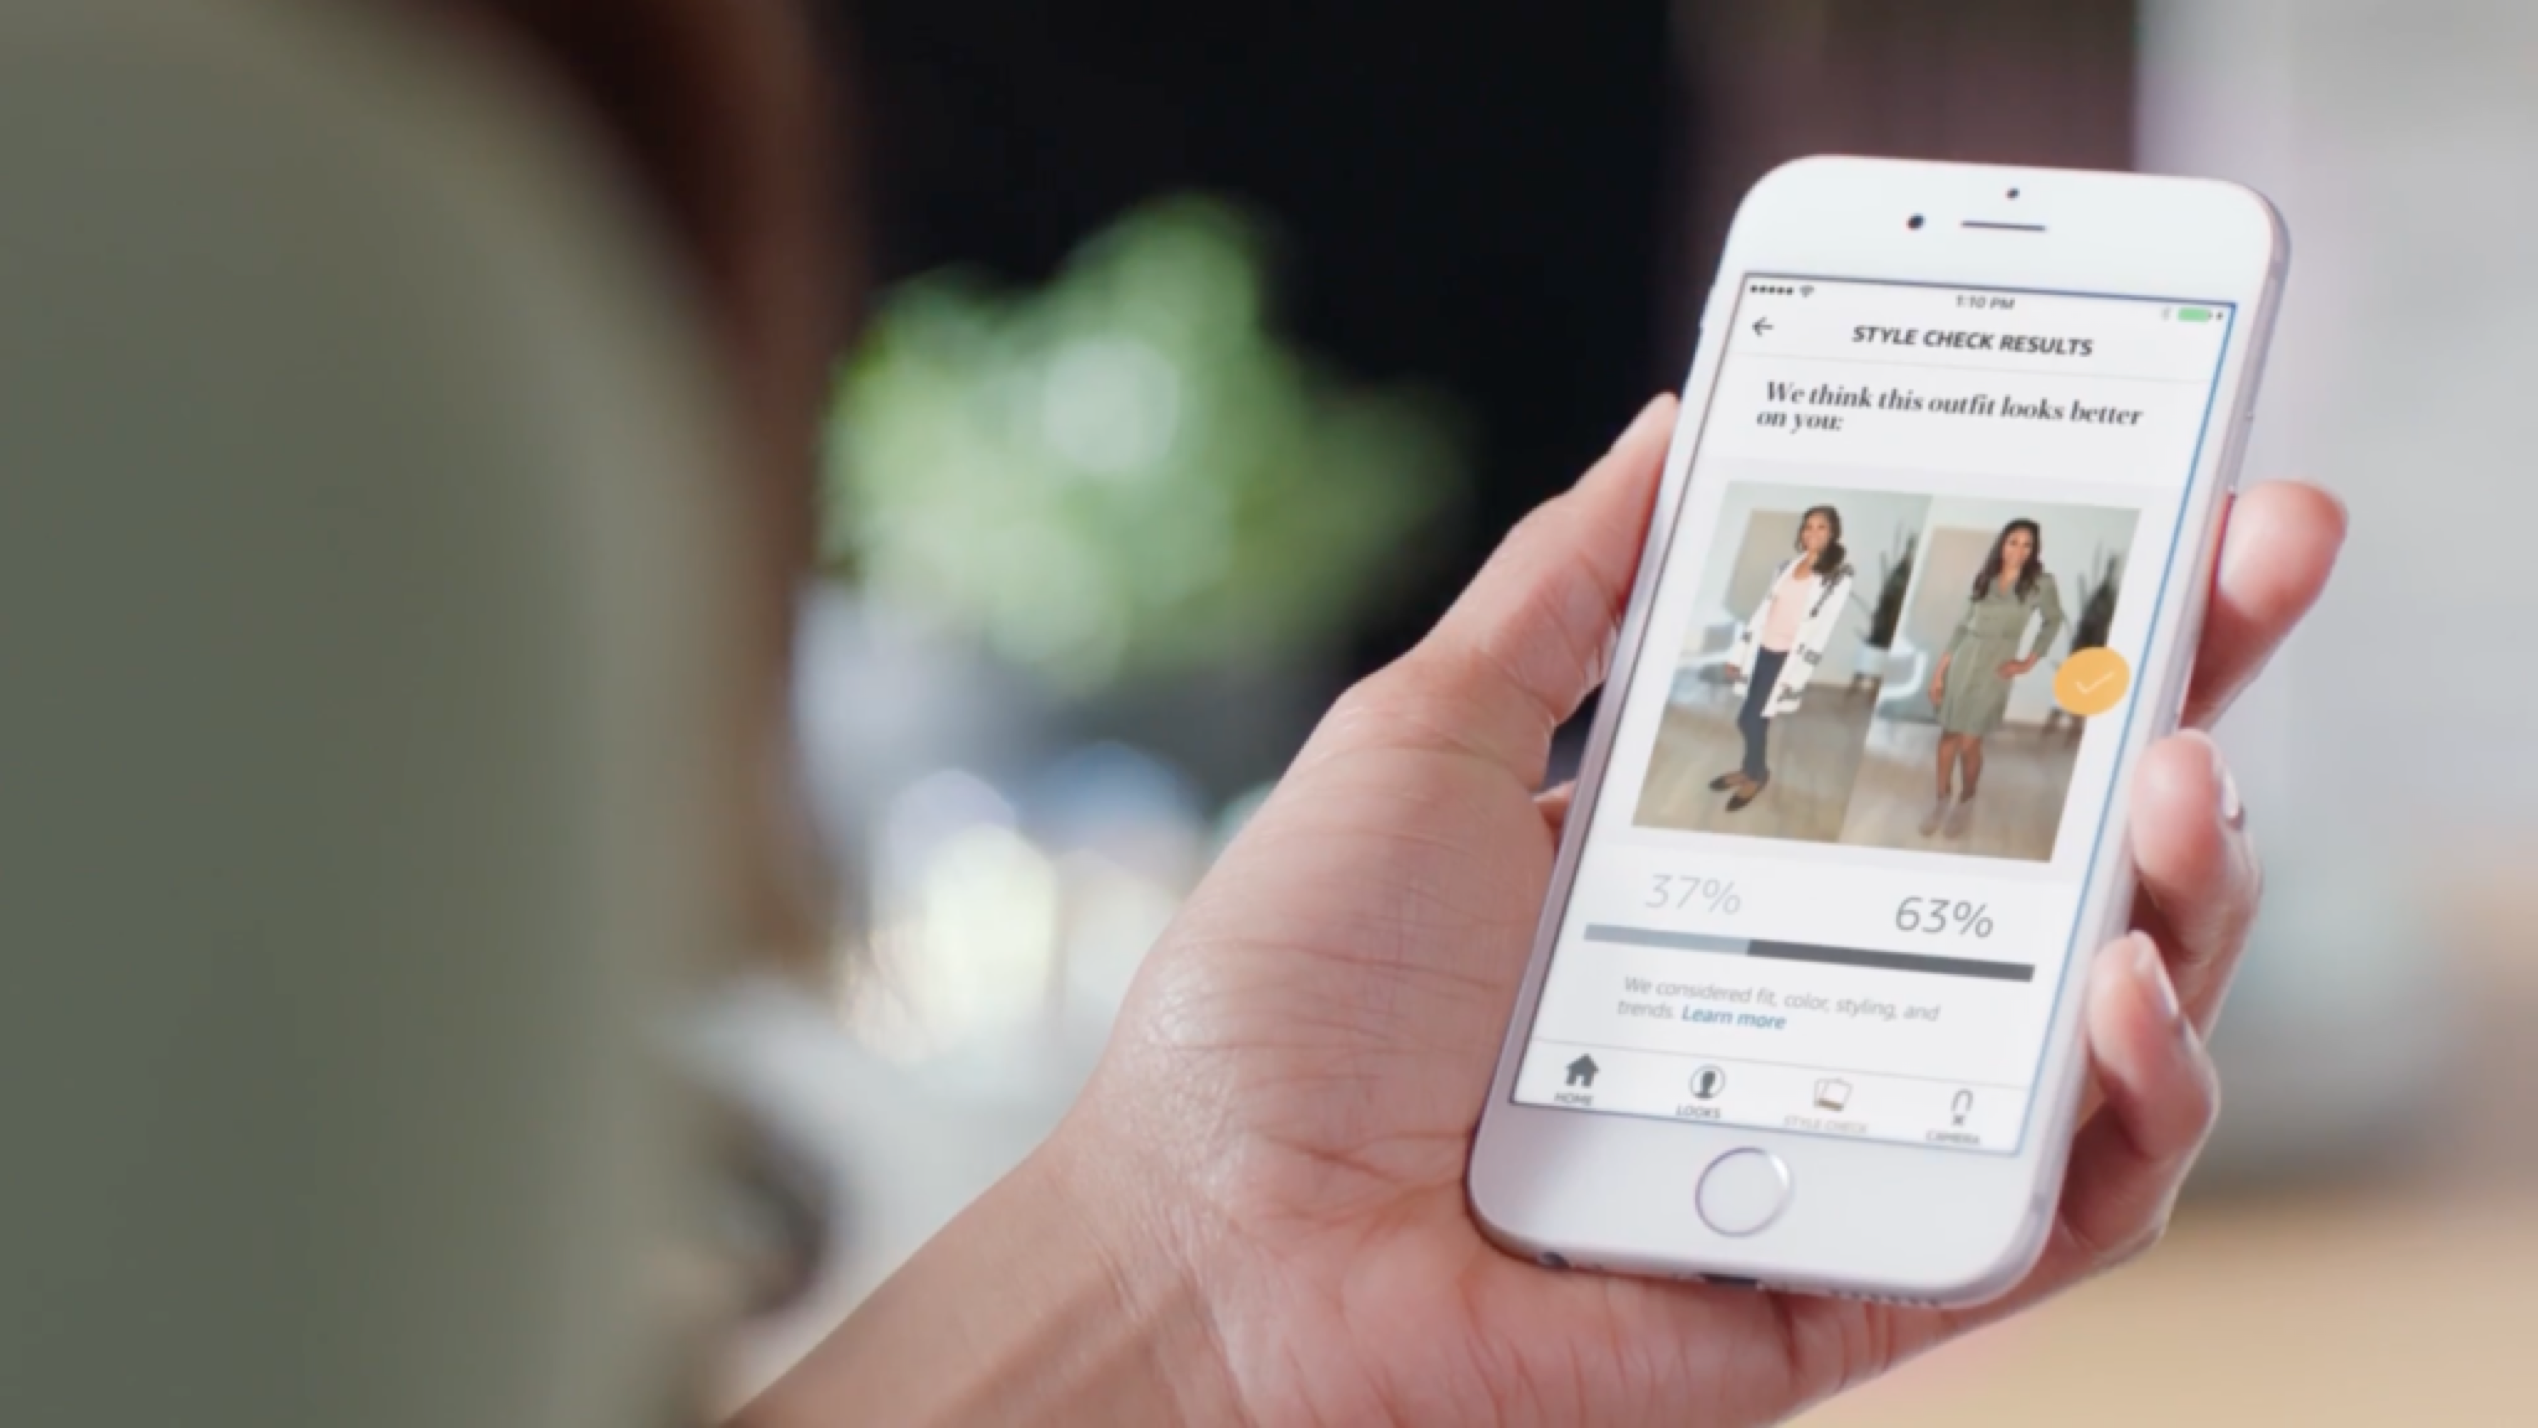 1:10 PM
STYLE CHECK RESULTS
We think this outfit looks better
on you:
37%
63%
We considered fit, color, styling, and
trends. Learn more
HOME
LOOKS
STYLE CHECK
CAMERA